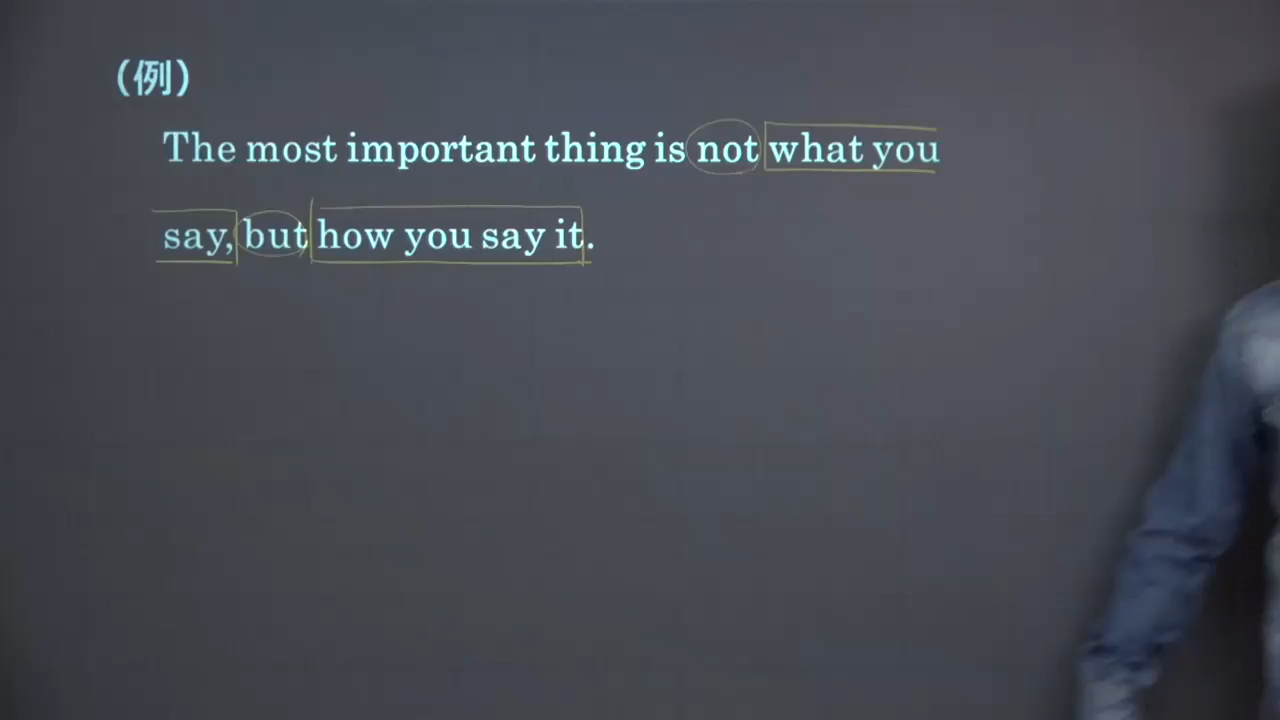 (例)
The most important thing is not what you
say, but how you say it.